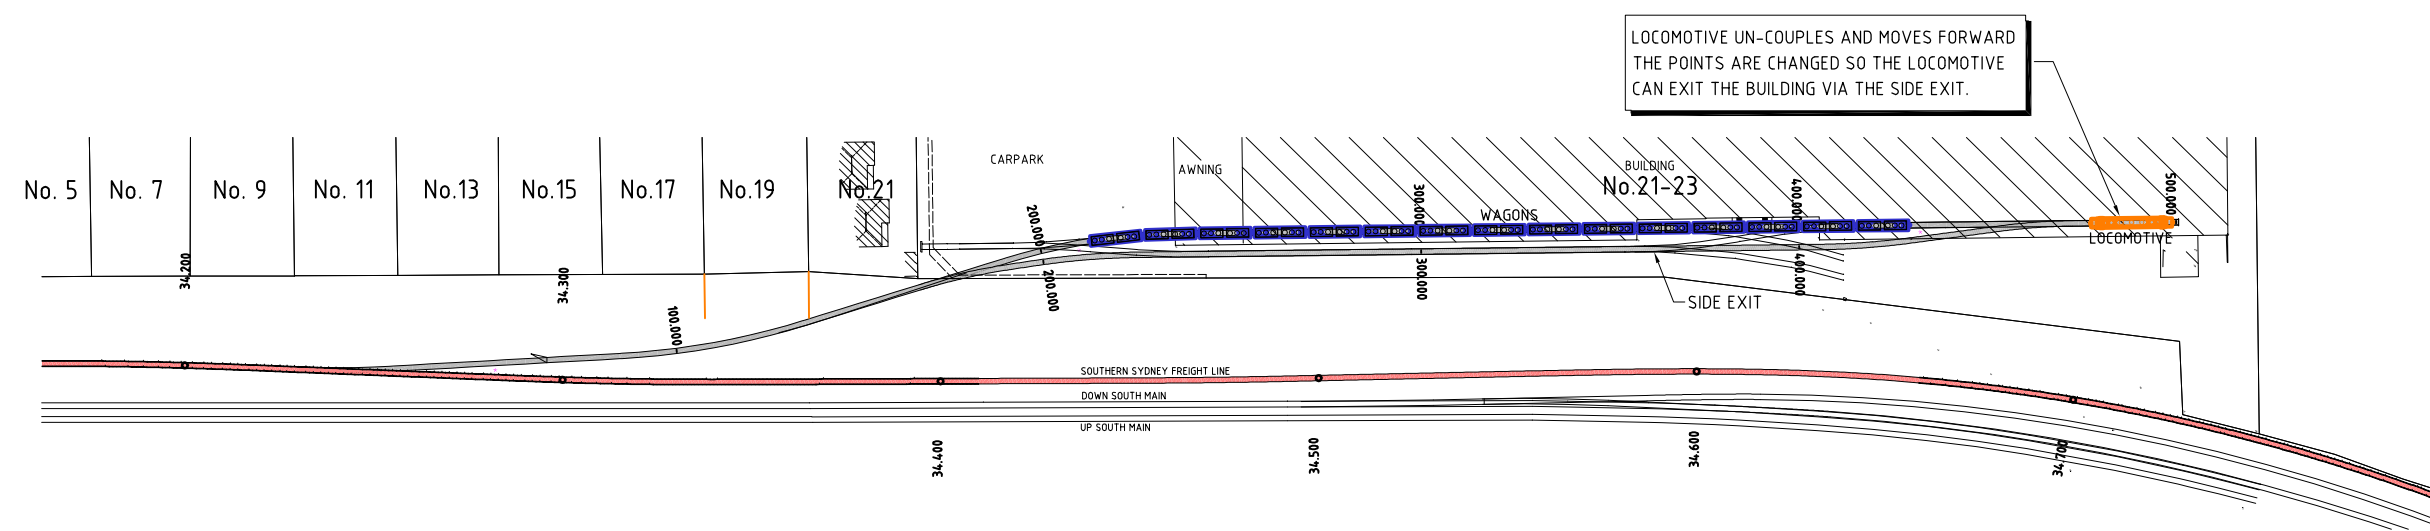 LOCOMOTIVE UN-COUPLES AND MOVES FORWARD
THE POINTS ARE CHANGED SO THE LOCOMOTIVE
CAN EXIT THE BUILDING VIA THE SIDE EXIT.
CARPARK
AWNING
BUILDING
No. 5
No. 7
No. 9
No. 11
No.13
No.15
No.17
No.19
No.21
No.21-23
WAGONS
200.000
300.000
400.000
500.000
LOCOMOTIVE
34.200
34.300
100.000
200.000
300.000
400.000
SIDE EXIT
SOUTHERN SYDNEY FREIGHT LINE
DOWN SOUTH MAIN
UP SOUTH MAIN
34.400
34.500
34.600
34.700